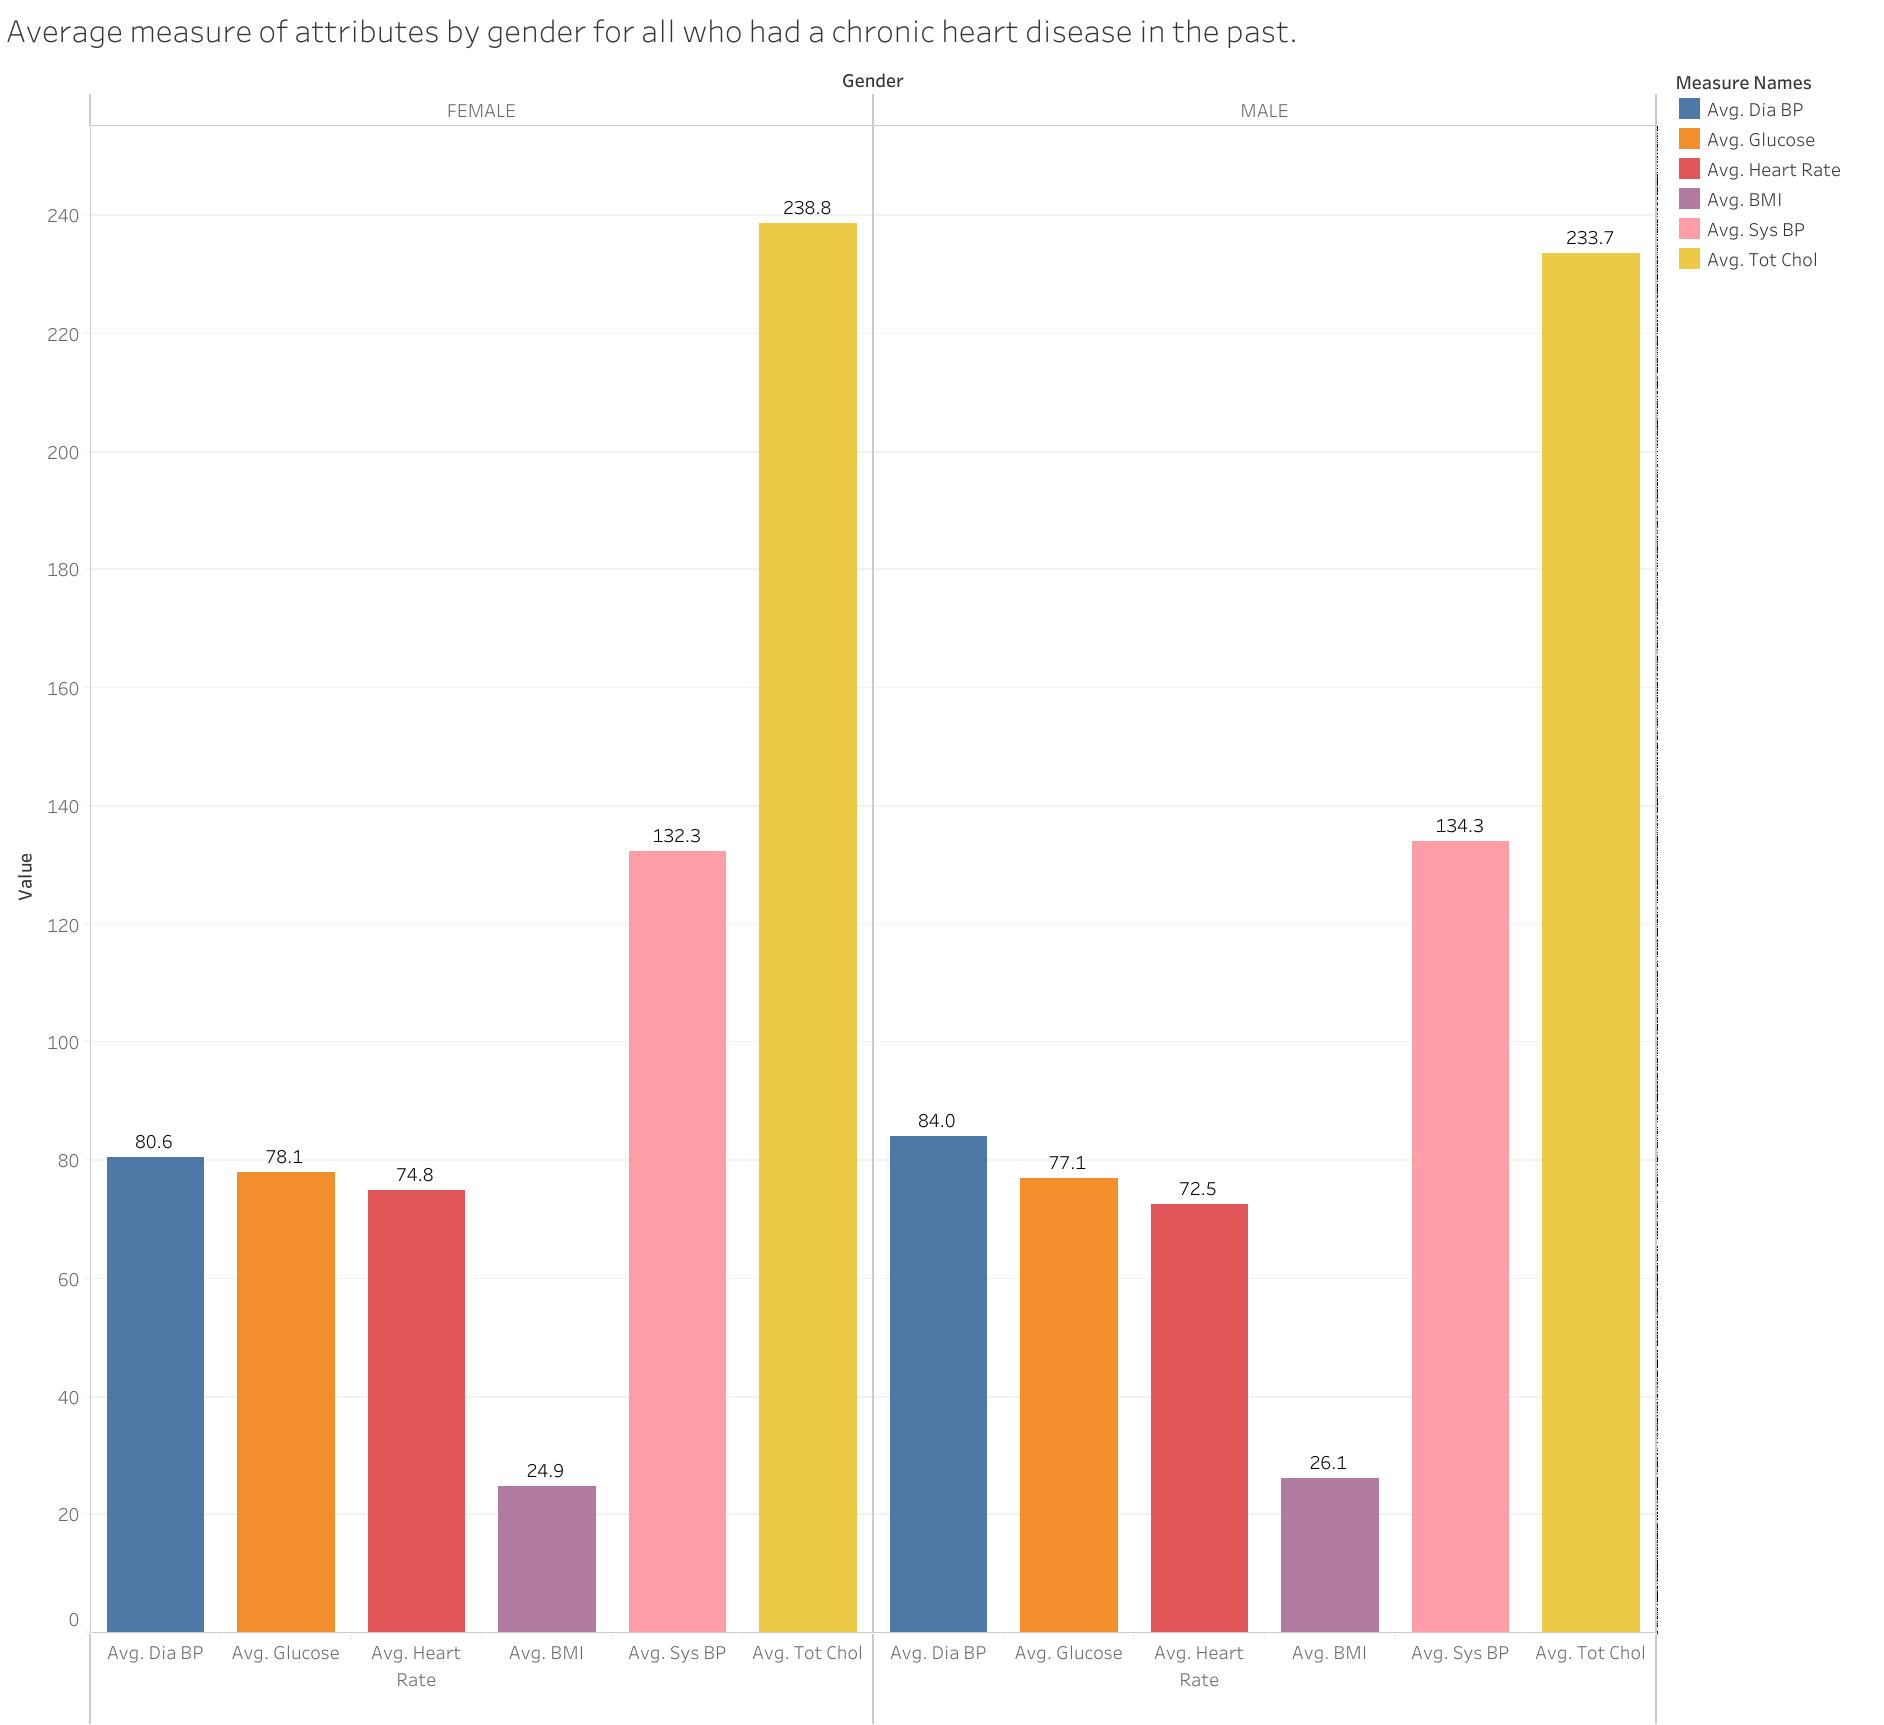 Average measure of attributes by gender for all who had a chronic heart disease in the past.
Gender
FEMALE
MALE
Measure Names
Avg. Dia BP
Avg. Glucose
Avg. Heart Rate
Avg. BMI
Avg. Sys BP
Avg. Tot Chol
Value
240
220
200
180
160
140
120
100
80
60
40
20
0
80.6
78.1
74.8
24.9
132.3
238.8
84.0
77.1
72.5
26.1
134.3
233.7
Avg. Dia BP
Avg. Glucose
Avg. Heart
Rate
Avg. BMI
Avg. Sys BP
Avg. Tot Chol
Avg. Dia BP
Avg. Glucose
Avg. Heart
Rate
Avg. BMI
Avg. Sys BP
Avg. Tot Chol